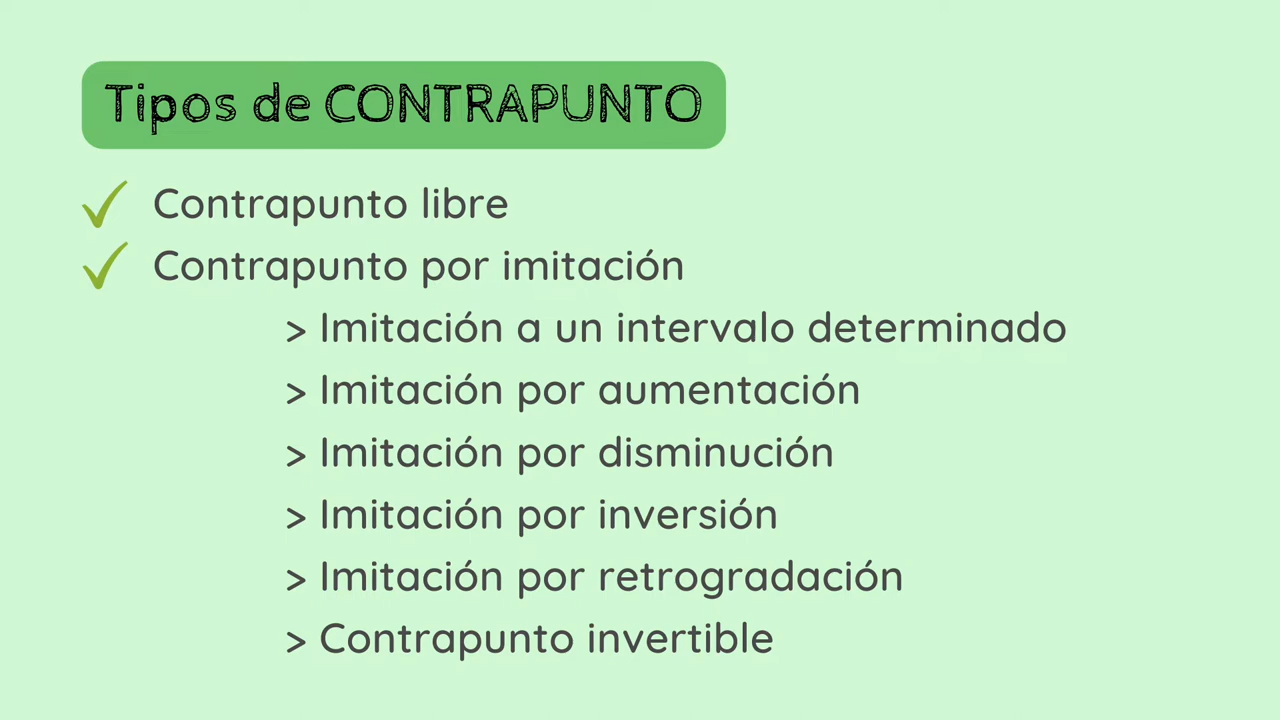 Tipos de CONTRAPUNTO
✓ Contrapunto libre
✓ Contrapunto por imitación
> Imitación a un intervalo determinado
> Imitación por aumentación
> Imitación por disminución
> Imitación por inversión
> Imitación por retrogradación
> Contrapunto invertible